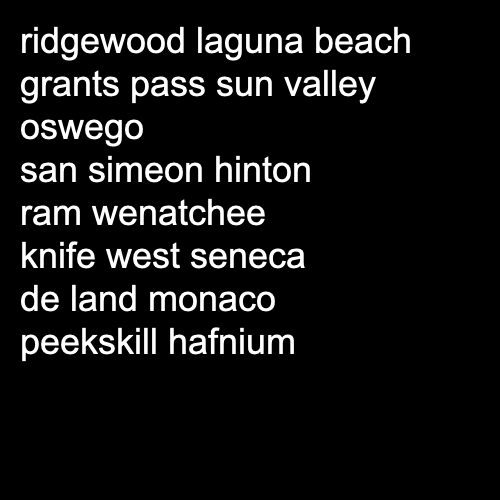 ridgewood laguna beach
grants pass sun valley
oswego
san simeon hinton
ram wenatchee
knife west seneca
de land monaco
peekskill hafnium